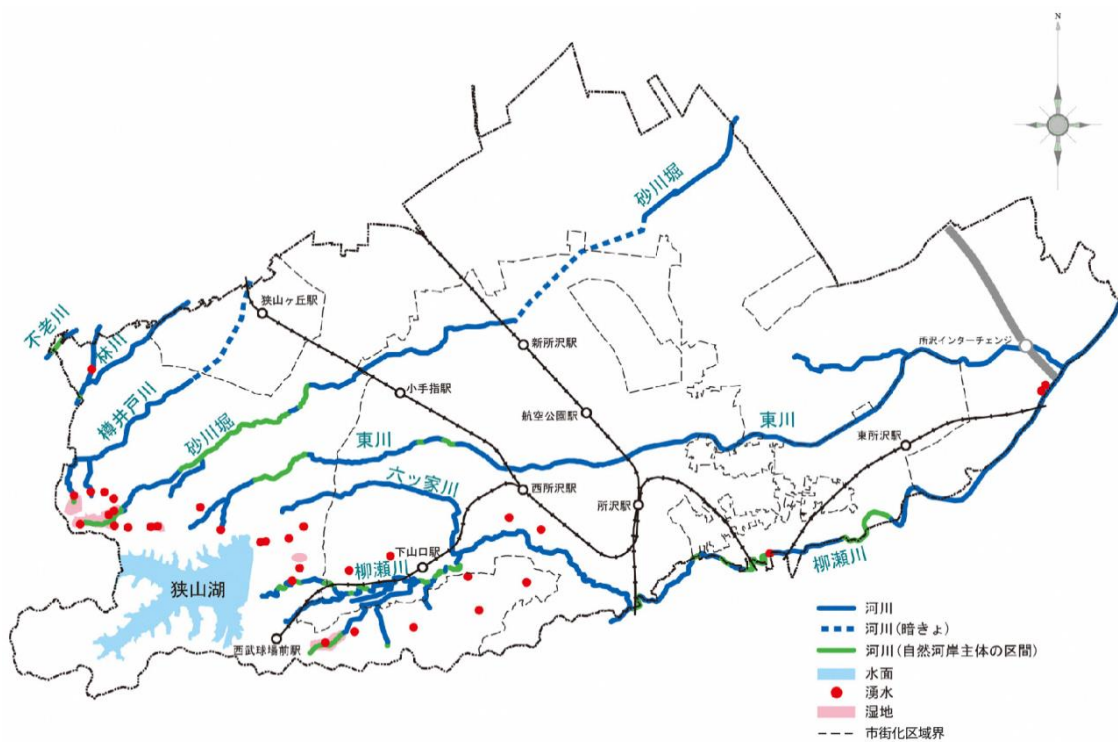 N
砂川堀
狭山ヶ丘駅
不老川
林川
新所沢駅
所沢インターチェンジ
小手指駅
樽井戸川
航空公園駅
砂川堀
東川
東川
東所沢駅
六ッ家川
西所沢駅
所沢駅
下山口駅
柳瀬川
柳瀬川
狭山湖
西武球場前駅
河川
河川(暗きょ)
河川(自然河岸主体の区間)
水面
湧水
湿地
市街化区域界